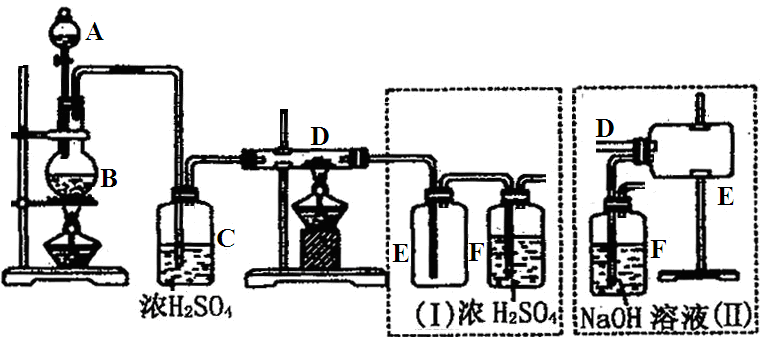 A
B
C
浓H₂SO₄
D
E
F
(I)浓 H₂SO₄
D
E
F
NaOH 溶液(II)